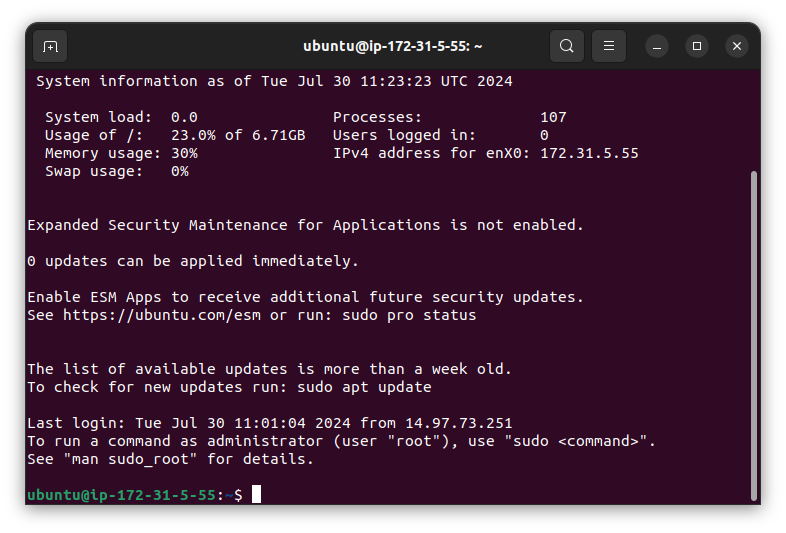 ubuntu@ip-172-31-5-55: ~
System information as of Tue Jul 30 11:23:23 UTC 2024
System load:  0.0                Processes:             107
Usage of /:   23.0% of 6.71GB   Users logged in:       0
Memory usage: 30%               IPv4 address for enX0: 172.31.5.55
Swap usage:   0%
Expanded Security Maintenance for Applications is not enabled.
0 updates can be applied immediately.
Enable ESM Apps to receive additional future security updates.
See https://ubuntu.com/esm or run: sudo pro status
The list of available updates is more than a week old.
To check for new updates run: sudo apt update
Last login: Tue Jul 30 11:01:04 2024 from 14.97.73.251
To run a command as administrator (user "root"), use "sudo <command>".
See "man sudo_root" for details.
ubuntu@ip-172-31-5-55:~$